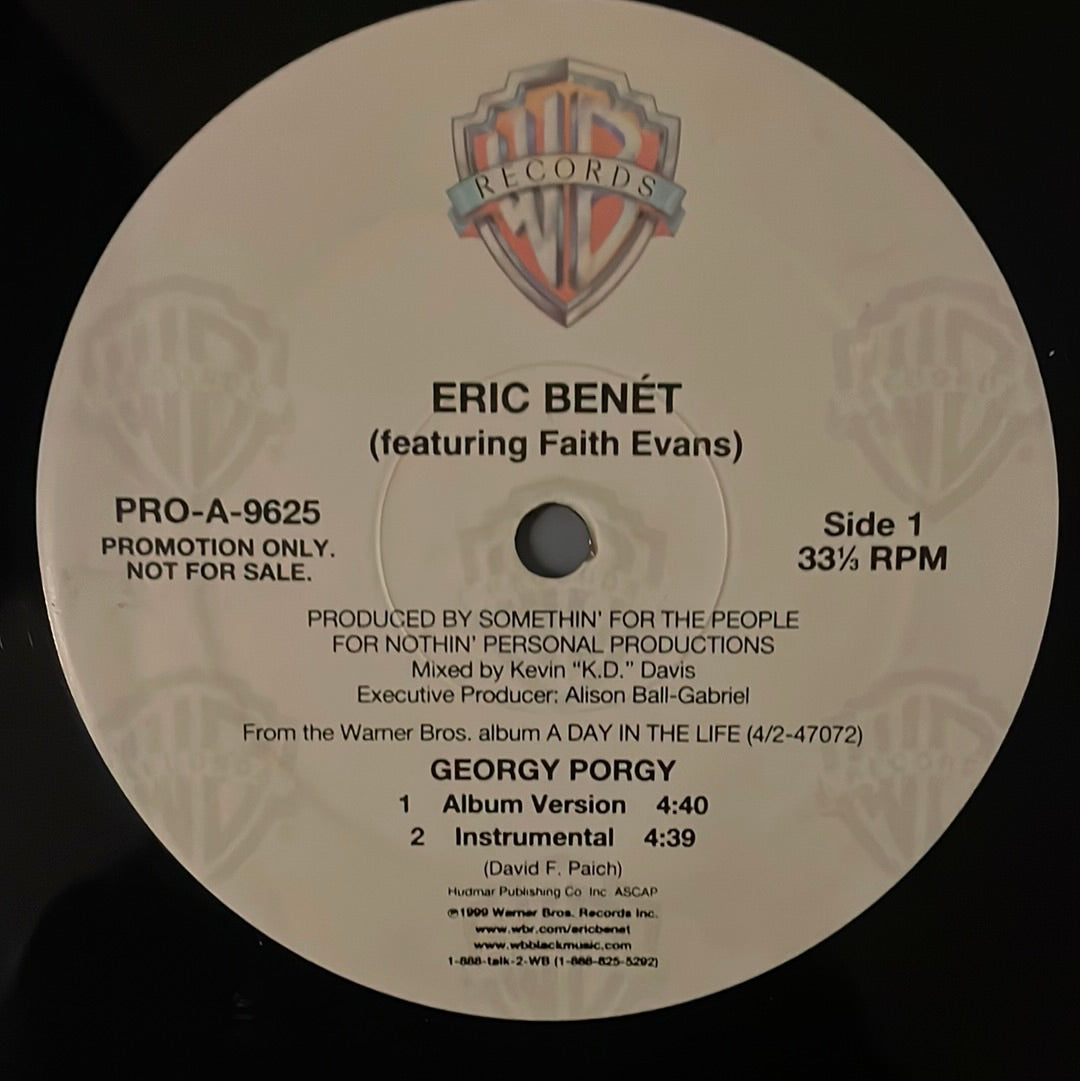 RECORDS
ERIC BENÉT
(featuring Faith Evans)
PRO-A-9625
PROMOTION ONLY.
NOT FOR SALE.
Side 1
33⅓ RPM
PRODUCED BY SOMETHIN' FOR THE PEOPLE
FOR NOTHIN' PERSONAL PRODUCTIONS
Mixed by Kevin "K.D." Davis
Executive Producer: Alison Ball-Gabriel
From the Warner Bros. album A DAY IN THE LIFE (4/2-47072)
GEORGY PORGY
1 Album Version 4:40
2 Instrumental 4:39
(David F. Paich)
Hudmar Publishing Co Inc ASCAP
℗1999 Warner Bros. Records Inc.
www.wbr.com/ericbenet
www.wbblackmusic.com
1-888-talk-2-WB (1-888-825-5292)